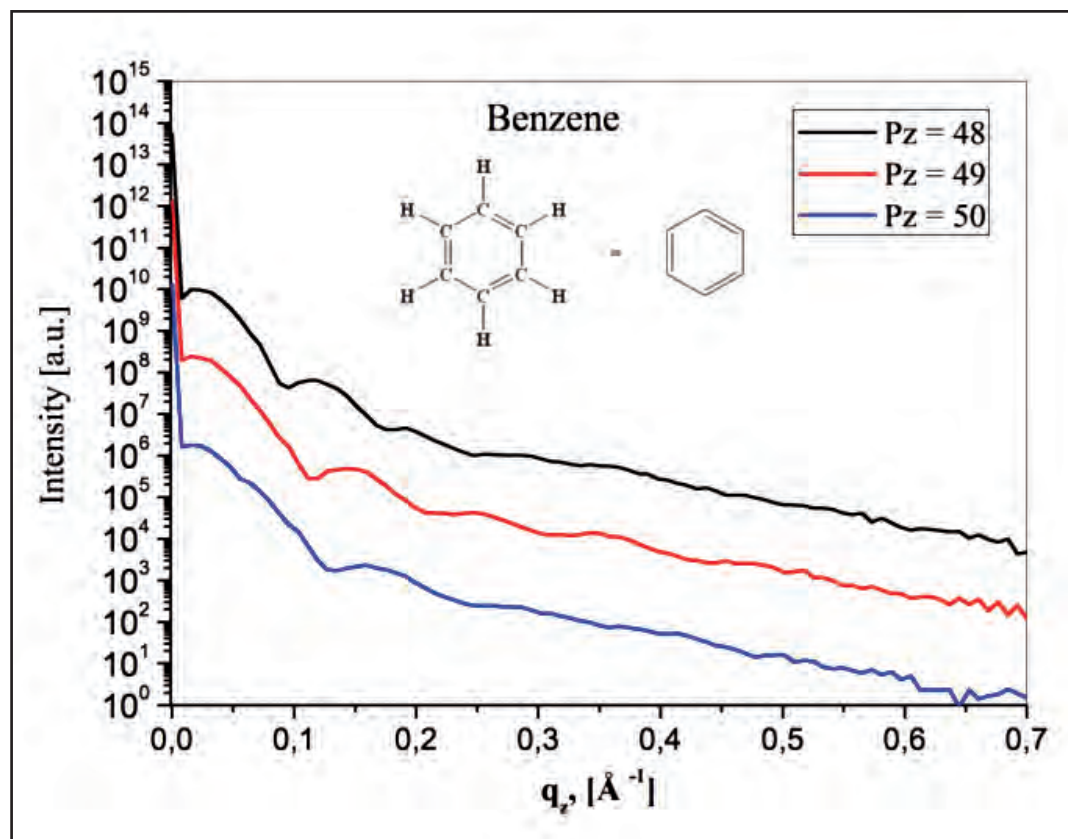 Benzene
Pz = 48
Pz = 49
Pz = 50
H
H C H
C C
=
C C
H C H
H
Intensity [a.u.]
10^15
10^14
10^13
10^12
10^11
10^10
10^9
10^8
10^7
10^6
10^5
10^4
10^3
10^2
10^1
10^0
0,0 0,1 0,2 0,3 0,4 0,5 0,6 0,7
q_z, [Å^-1]